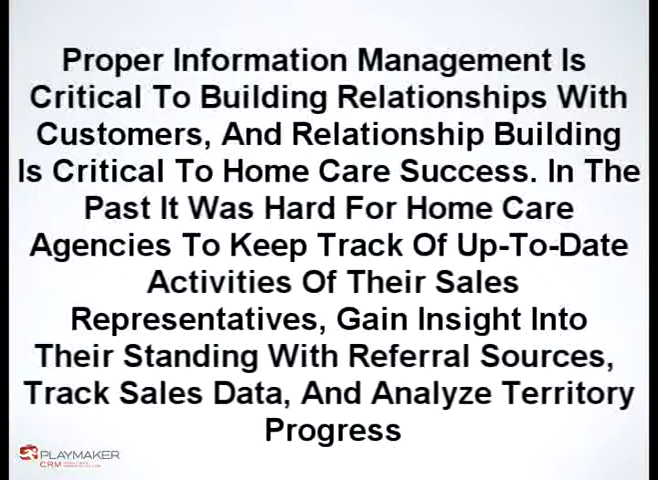 Proper Information Management Is
Critical To Building Relationships With
Customers, And Relationship Building
Is Critical To Home Care Success. In The
Past It Was Hard For Home Care
Agencies To Keep Track Of Up-To-Date
Activities Of Their Sales
Representatives, Gain Insight Into
Their Standing With Referral Sources,
Track Sales Data, And Analyze Territory
Progress
PLAYMAKER
CRM